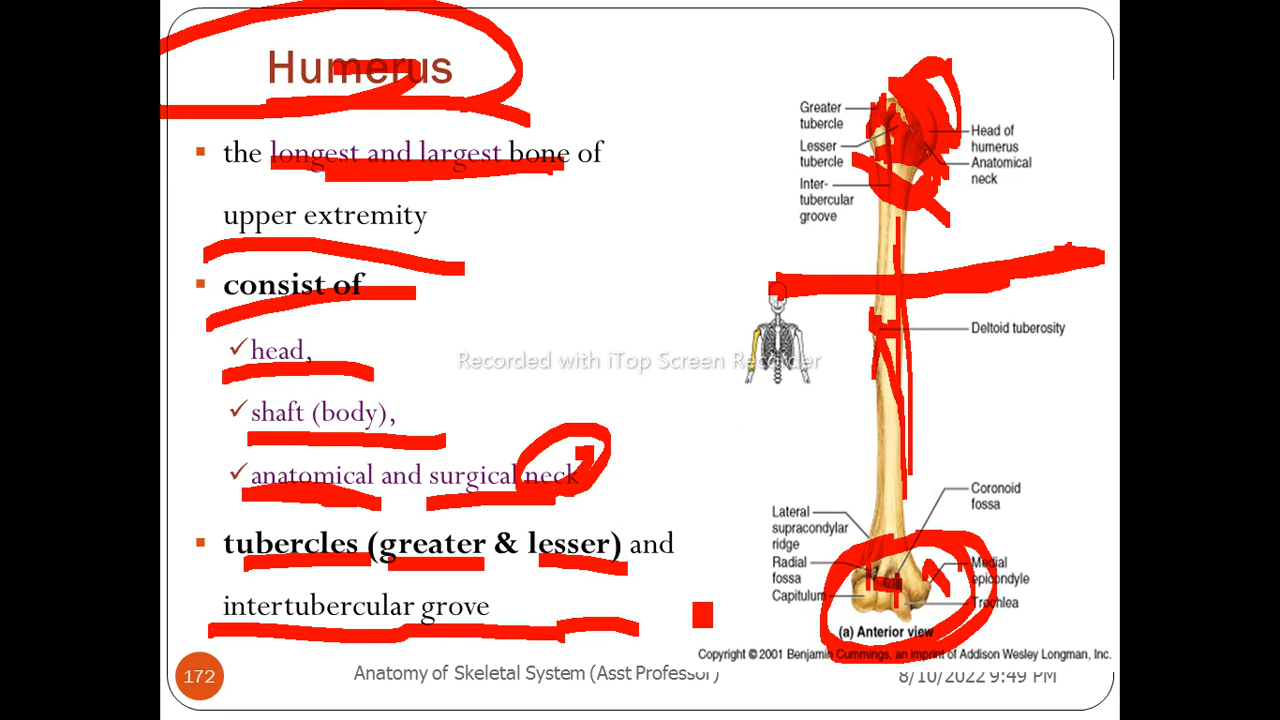 Humerus
the longest and largest bone of
upper extremity
consist of
head,
shaft (body),
anatomical and surgical neck
tubercles (greater & lesser) and
intertubercular grove
Greater
tubercle
Lesser
tubercle
Inter-
tubercular
groove
Head of
humerus
Anatomical
neck
Deltoid tuberosity
Coronoid
fossa
Lateral
supracondylar
ridge
Radial
fossa
Capitulum
Medial
epicondyle
Trochlea
(a) Anterior view
Copyright © 2001 Benjamin Cummings, an imprint of Addison Wesley Longman, Inc.
Recorded with iTop Screen Recorder
172
Anatomy of Skeletal System (Asst Professor)
8/10/2022 9:49 PM